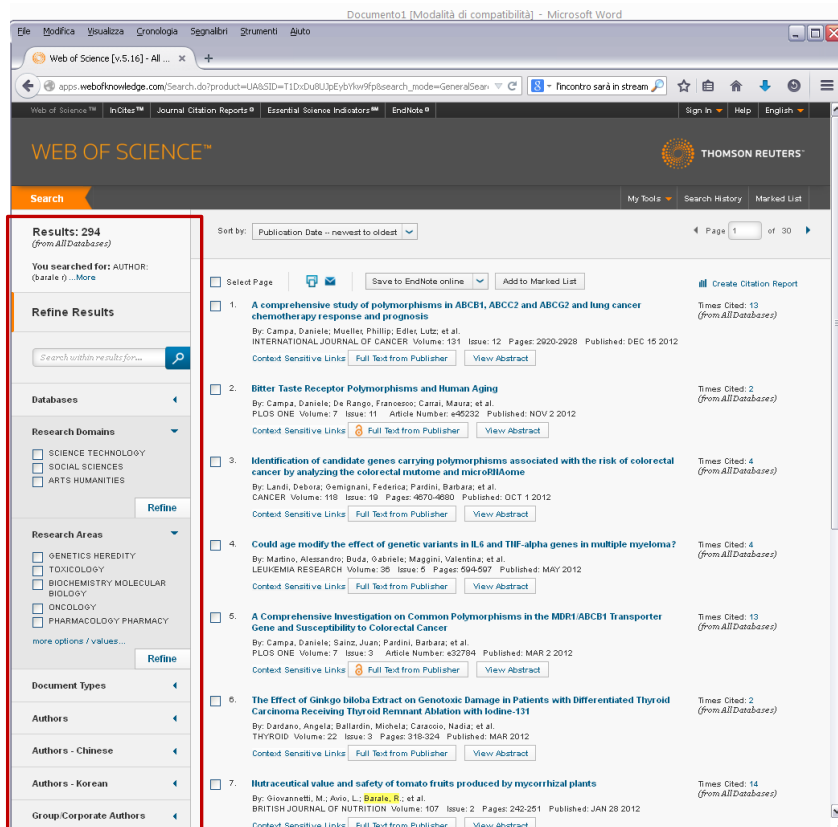 Documento1 [Modalità di compatibilità] - Microsoft Word
File Modifica Visualizza Cronologia Segnalibri Strumenti Aiuto
Web of Science [v.5.16] - All ... × +
apps.webofknowledge.com/Search.do?product=UA&SID=T1DxDu8UJpEybYkw9fp&search_mode=GeneralSearc
l'incontro sarà in stream
Web of Science™ InCites™ Journal Citation Reports® Essential Science Indicators℠ EndNote® Sign In Help English
WEB OF SCIENCE™
THOMSON REUTERS™
Search My Tools Search History Marked List
Results: 294
(from All Databases)
You searched for: AUTHOR:
(barale r) ...More
Refine Results
Search within results for...
Databases
Research Domains
SCIENCE TECHNOLOGY
SOCIAL SCIENCES
ARTS HUMANITIES
Refine
Research Areas
GENETICS HEREDITY
TOXICOLOGY
BIOCHEMISTRY MOLECULAR
BIOLOGY
ONCOLOGY
PHARMACOLOGY PHARMACY
more options / values...
Refine
Document Types
Authors
Authors - Chinese
Authors - Korean
Group/Corporate Authors
Sort by: Publication Date -- newest to oldest
Page 1 of 30
Select Page Save to EndNote online Add to Marked List
Create Citation Report
1. A comprehensive study of polymorphisms in ABCB1, ABCC2 and ABCG2 and lung cancer
chemotherapy response and prognosis
By: Campa, Daniele; Mueller, Phillip; Edler, Lutz; et al.
INTERNATIONAL JOURNAL OF CANCER Volume: 131 Issue: 12 Pages: 2920-2928 Published: DEC 15 2012
Context Sensitive Links Full Text from Publisher View Abstract
Times Cited: 13
(from All Databases)
2. Bitter Taste Receptor Polymorphisms and Human Aging
By: Campa, Daniele; De Rango, Francesco; Carrai, Maura; et al.
PLOS ONE Volume: 7 Issue: 11 Article Number: e45232 Published: NOV 2 2012
Context Sensitive Links Full Text from Publisher View Abstract
Times Cited: 2
(from All Databases)
3. Identification of candidate genes carrying polymorphisms associated with the risk of colorectal
cancer by analyzing the colorectal mutome and microRNAome
By: Landi, Debora; Gemignani, Federica; Pardini, Barbara; et al.
CANCER Volume: 118 Issue: 19 Pages: 4670-4680 Published: OCT 1 2012
Context Sensitive Links Full Text from Publisher View Abstract
Times Cited: 4
(from All Databases)
4. Could age modify the effect of genetic variants in IL6 and TNF-alpha genes in multiple myeloma?
By: Martino, Alessandro; Buda, Gabriele; Maggini, Valentina; et al.
LEUKEMIA RESEARCH Volume: 36 Issue: 5 Pages: 594-597 Published: MAY 2012
Context Sensitive Links Full Text from Publisher View Abstract
Times Cited: 4
(from All Databases)
5. A Comprehensive Investigation on Common Polymorphisms in the MDR1/ABCB1 Transporter
Gene and Susceptibility to Colorectal Cancer
By: Campa, Daniele; Sainz, Juan; Pardini, Barbara; et al.
PLOS ONE Volume: 7 Issue: 3 Article Number: e32784 Published: MAR 2 2012
Context Sensitive Links Full Text from Publisher View Abstract
Times Cited: 13
(from All Databases)
6. The Effect of Ginkgo biloba Extract on Genotoxic Damage in Patients with Differentiated Thyroid
Carcinoma Receiving Thyroid Remnant Ablation with Iodine-131
By: Dardano, Angela; Ballardin, Michela; Caraccio, Nadia; et al.
THYROID Volume: 22 Issue: 3 Pages: 318-324 Published: MAR 2012
Context Sensitive Links Full Text from Publisher View Abstract
Times Cited: 2
(from All Databases)
7. Nutraceutical value and safety of tomato fruits produced by mycorrhizal plants
By: Giovannetti, M.; Avio, L.; Barale, R.; et al.
BRITISH JOURNAL OF NUTRITION Volume: 107 Issue: 2 Pages: 242-251 Published: JAN 28 2012
Context Sensitive Links Full Text from Publisher View Abstract
Times Cited: 14
(from All Databases)